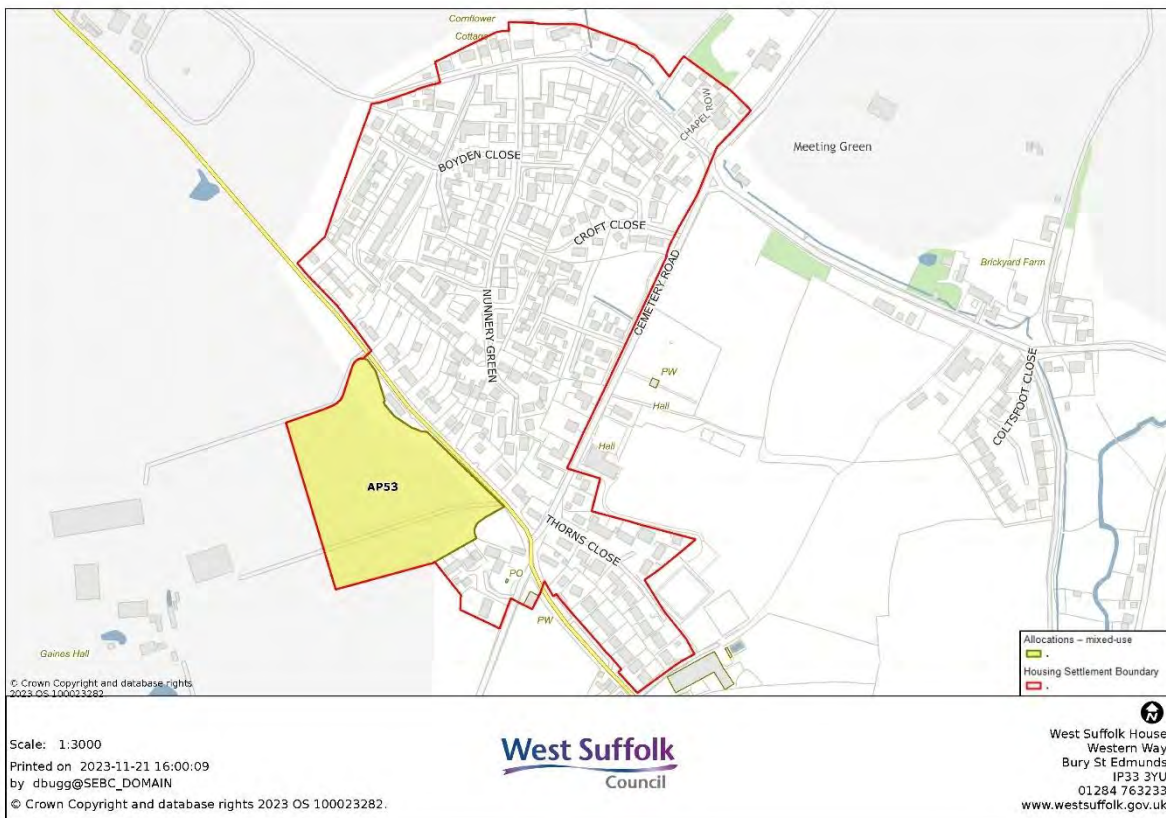 Cornflower
Cottage
CHAPEL ROW
Meeting Green
BOYDEN CLOSE
CROFT CLOSE
Brickyard Farm
CEMETERY ROAD
NUNNERY GREEN
PW
Hall
COLTSFOOT CLOSE
Hall
AP53
THORNS CLOSE
PO
PW
Gaines Hall
Allocations – mixed-use
.
Housing Settlement Boundary
.
© Crown Copyright and database rights
2023 OS 100023282.
N
Scale: 1:3000
Printed on 2023-11-21 16:00:09
by dbugg@SEBC_DOMAIN
© Crown Copyright and database rights 2023 OS 100023282.
West Suffolk
Council
West Suffolk House
Western Way
Bury St Edmunds
IP33 3YU
01284 763233
www.westsuffolk.gov.uk